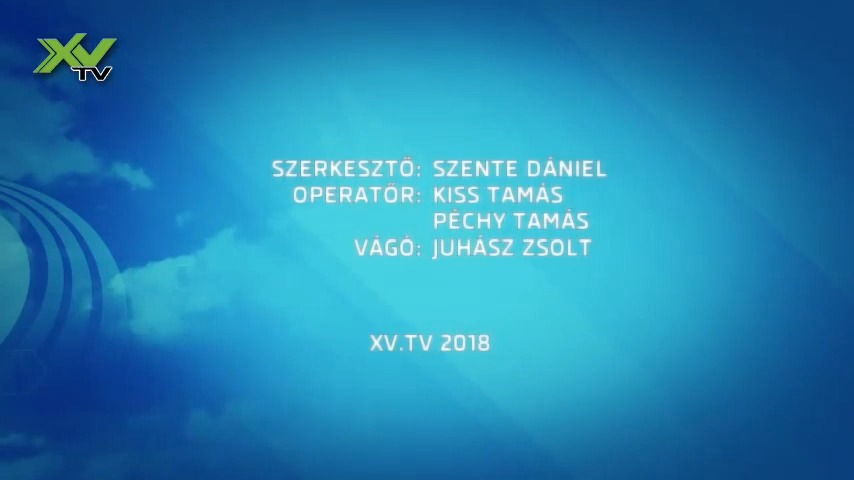 XV
TV
SZERKESZTŐ: SZENTE DÁNIEL
OPERATŐR: KISS TAMÁS
PÉCHY TAMÁS
VÁGÓ: JUHÁSZ ZSOLT
XV.TV 2018